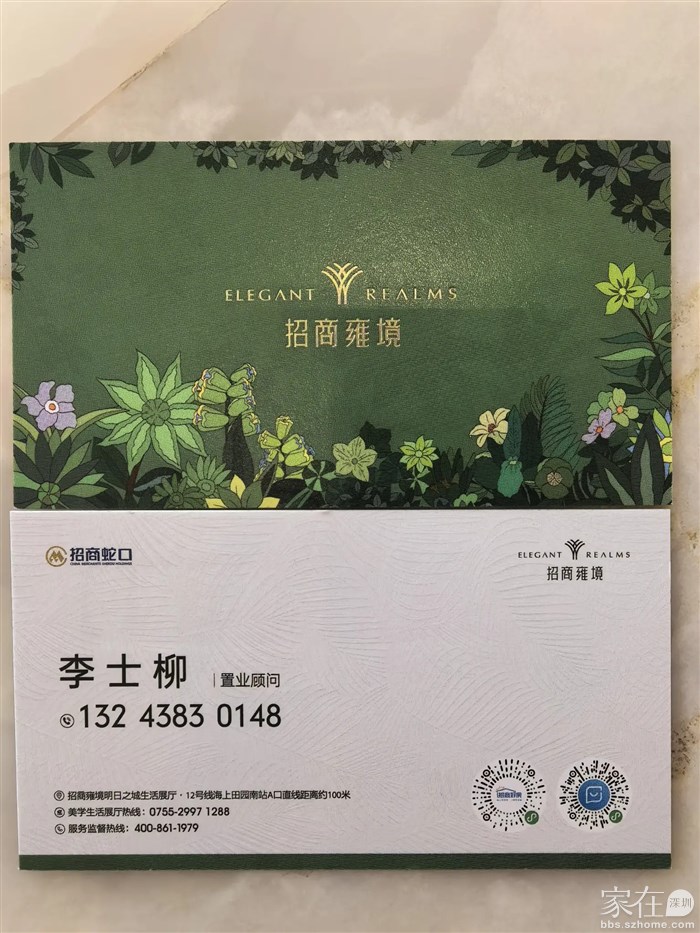 ELEGANT REALMS
招商雍境
招商蛇口
CHINA MERCHANTS SHEKOU HOLDINGS
ELEGANT REALMS
招商雍境
李士柳 | 置业顾问
132 4383 0148
招商雍境明日之城生活展厅·12号线海上田园南站A口直线距离约100米
美学生活展厅热线：0755-2997 1288
服务监督热线：400-861-1979
家在深圳
bbs.szhome.com